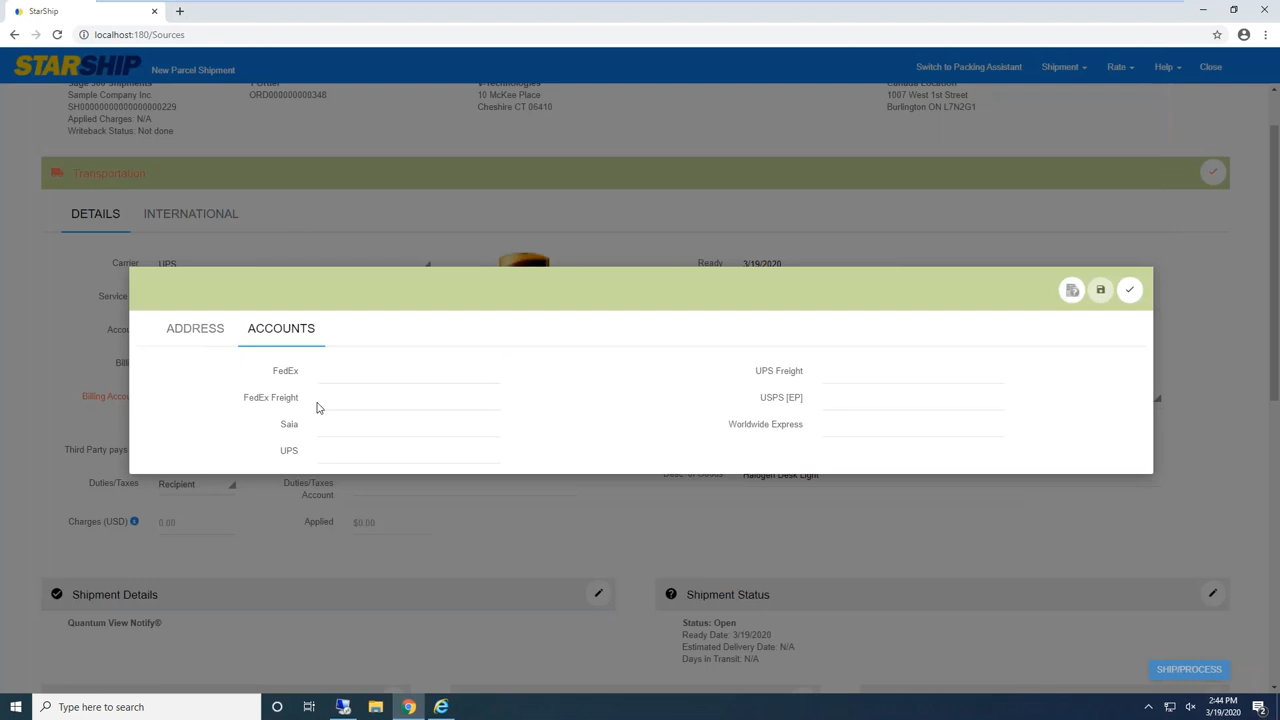 StarShip
localhost:180/Sources
STARSHIP
New Parcel Shipment
Switch to Packing Assistant
Shipment
Rate
Help
Close
Sample Company Inc.
SH0000000000000000229
Applied Charges: N/A
Writeback Status: Not done
ORD000000000348
10 McKee Place
Cheshire CT 06410
Canada Location
1007 West 1st Street
Burlington ON L7N2G1
Transportation
DETAILS
INTERNATIONAL
Carrier
UPS
Ready
3/19/2020
Service
ADDRESS
ACCOUNTS
FedEx
FedEx Freight
Saia
UPS
UPS Freight
USPS [EP]
Worldwide Express
Third Party pays
Halogen Desk Light
Duties/Taxes
Recipient
Duties/Taxes
Account
Charges (USD)
0.00
Applied
$0.00
Shipment Details
Quantum View Notify®
Shipment Status
Status: Open
Ready Date: 3/19/2020
Estimated Delivery Date: N/A
Days in Transit: N/A
SHIP/PROCESS
Type here to search
2:44 PM
3/19/2020
2